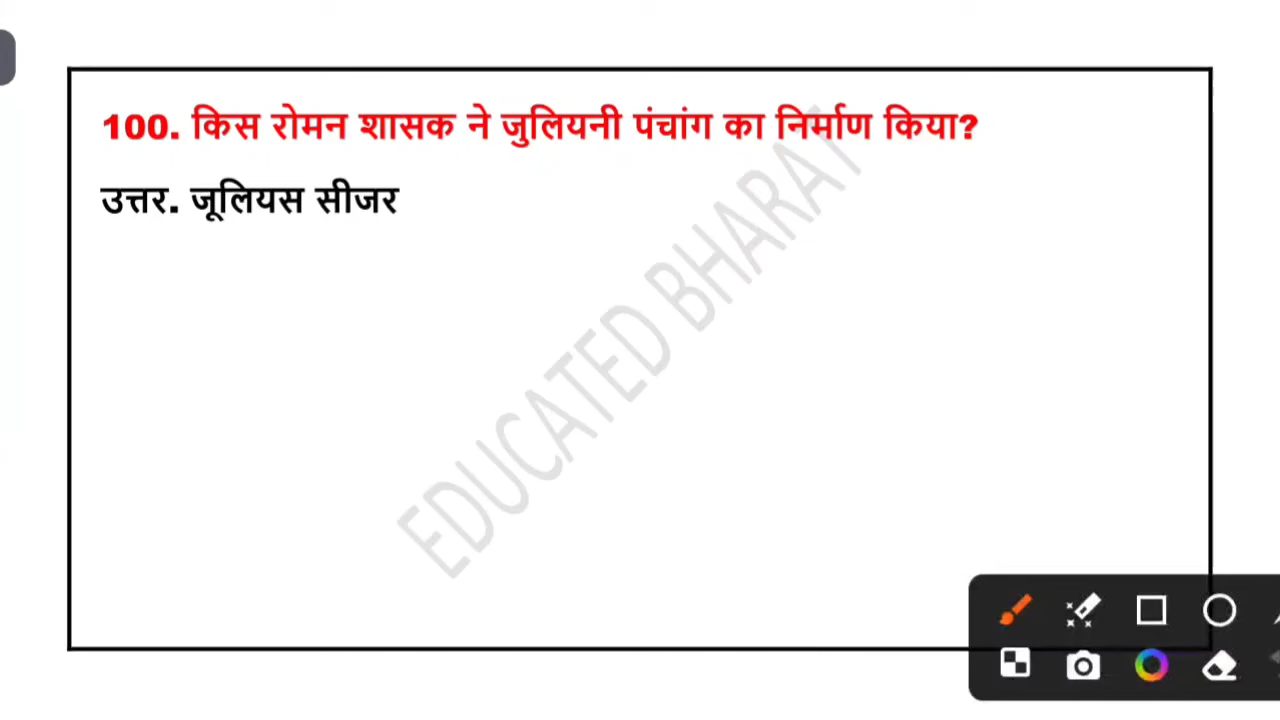 100. किस रोमन शासक ने जुलियनी पंचांग का निर्माण किया?
उत्तर. जूलियस सीजर
EDUCATED BHARAT